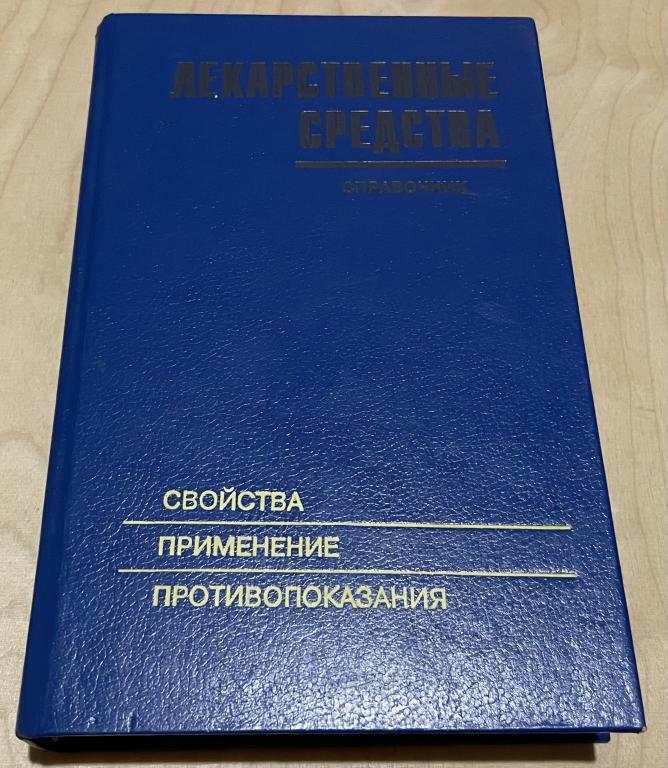 ЛЕКАРСТВЕННЫЕ
СРЕДСТВА
СПРАВОЧНИК
СВОЙСТВА
ПРИМЕНЕНИЕ
ПРОТИВОПОКАЗАНИЯ